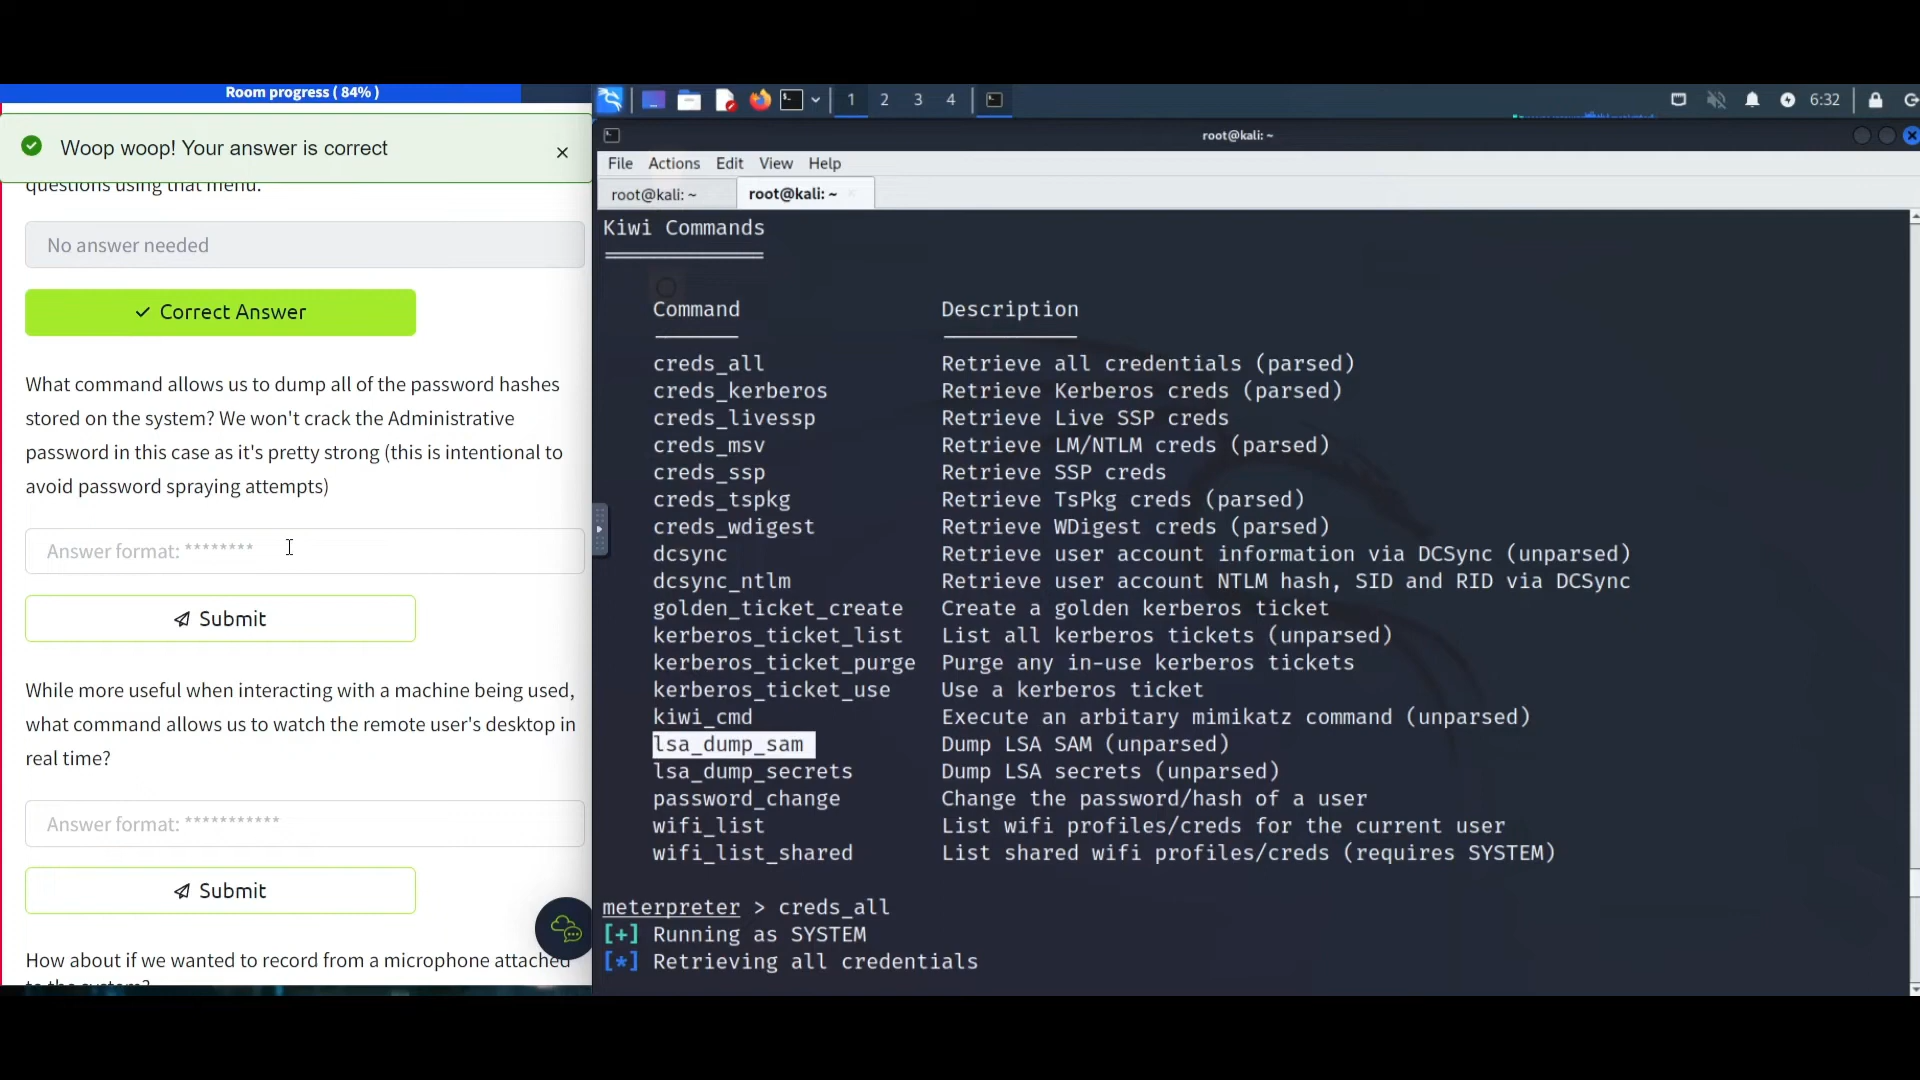 Room progress ( 84% )
Woop woop! Your answer is correct
questions using that menu.
No answer needed
Correct Answer
What command allows us to dump all of the password hashes
stored on the system? We won't crack the Administrative
password in this case as it's pretty strong (this is intentional to
avoid password spraying attempts)
Answer format: ********
Submit
While more useful when interacting with a machine being used,
what command allows us to watch the remote user's desktop in
real time?
Answer format: ***********
Submit
How about if we wanted to record from a microphone attached
to the system?
1 2 3 4
6:32
root@kali: ~
File Actions Edit View Help
root@kali: ~ root@kali: ~
Kiwi Commands
=============
Command Description
creds_all Retrieve all credentials (parsed)
creds_kerberos Retrieve Kerberos creds (parsed)
creds_livessp Retrieve Live SSP creds
creds_msv Retrieve LM/NTLM creds (parsed)
creds_ssp Retrieve SSP creds
creds_tspkg Retrieve TsPkg creds (parsed)
creds_wdigest Retrieve WDigest creds (parsed)
dcsync Retrieve user account information via DCSync (unparsed)
dcsync_ntlm Retrieve user account NTLM hash, SID and RID via DCSync
golden_ticket_create Create a golden kerberos ticket
kerberos_ticket_list List all kerberos tickets (unparsed)
kerberos_ticket_purge Purge any in-use kerberos tickets
kerberos_ticket_use Use a kerberos ticket
kiwi_cmd Execute an arbitary mimikatz command (unparsed)
lsa_dump_sam Dump LSA SAM (unparsed)
lsa_dump_secrets Dump LSA secrets (unparsed)
password_change Change the password/hash of a user
wifi_list List wifi profiles/creds for the current user
wifi_list_shared List shared wifi profiles/creds (requires SYSTEM)
meterpreter > creds_all
[+] Running as SYSTEM
[*] Retrieving all credentials